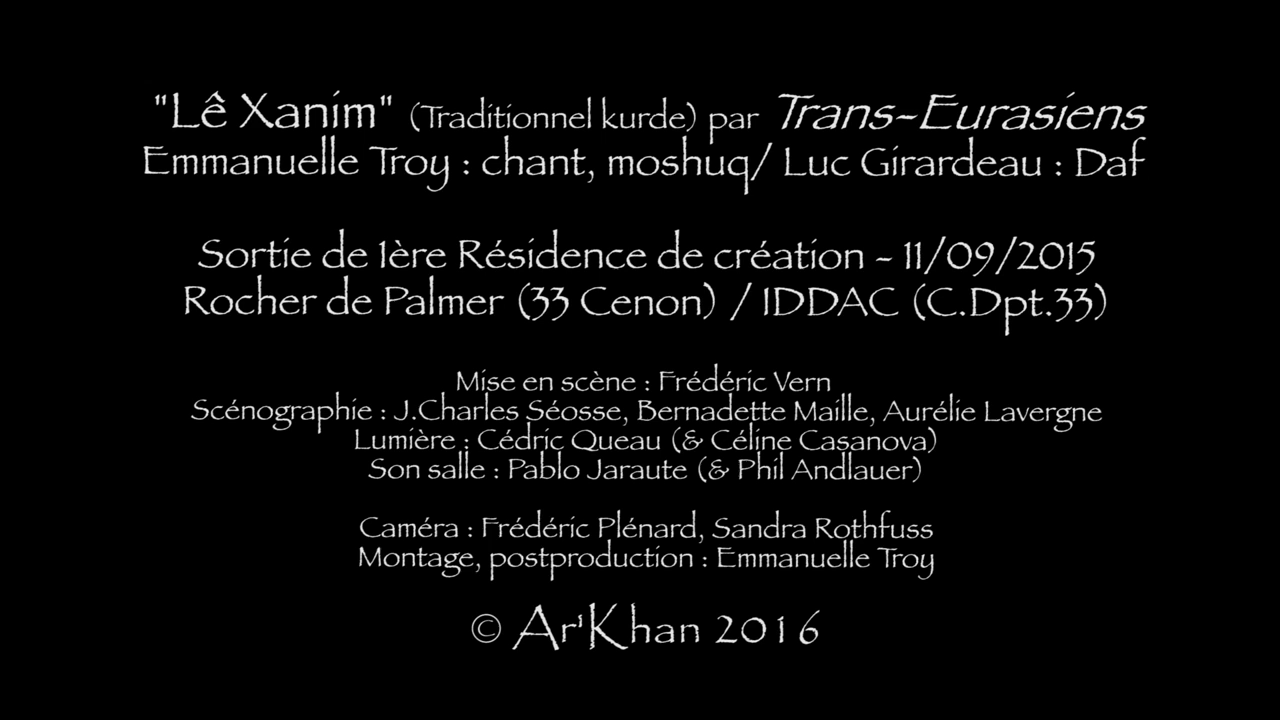 "Lê Xanim" (Traditionnel kurde) par Trans-Eurasiens
Emmanuelle Troy : chant, moshuq/ Luc Girardeau : Daf
Sortie de 1ère Résidence de création - 11/09/2015
Rocher de Palmer (33 Cenon) / IDDAC (C.Dpt.33)
Mise en scène : Frédéric Vern
Scénographie : J.Charles Séosse, Bernadette Maille, Aurélie Lavergne
Lumière : Cédric Queau (& Céline Casanova)
Son salle : Pablo Jaraute (& Phil Andlauer)
Caméra : Frédéric Plénard, Sandra Rothfuss
Montage, postproduction : Emmanuelle Troy
© Ar'Khan 2016